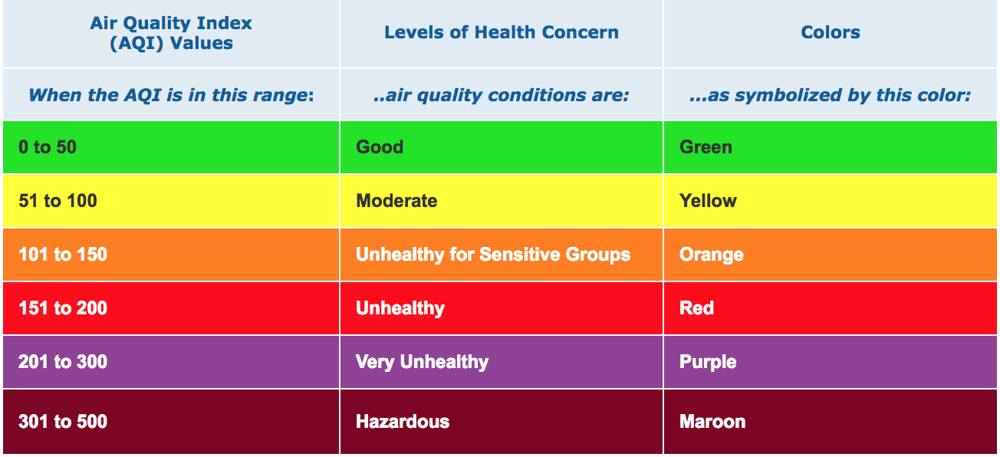 Air Quality Index
(AQI) Values
Levels of Health Concern
Colors
When the AQI is in this range:
..air quality conditions are:
...as symbolized by this color:
0 to 50
Good
Green
51 to 100
Moderate
Yellow
101 to 150
Unhealthy for Sensitive Groups
Orange
151 to 200
Unhealthy
Red
201 to 300
Very Unhealthy
Purple
301 to 500
Hazardous
Maroon